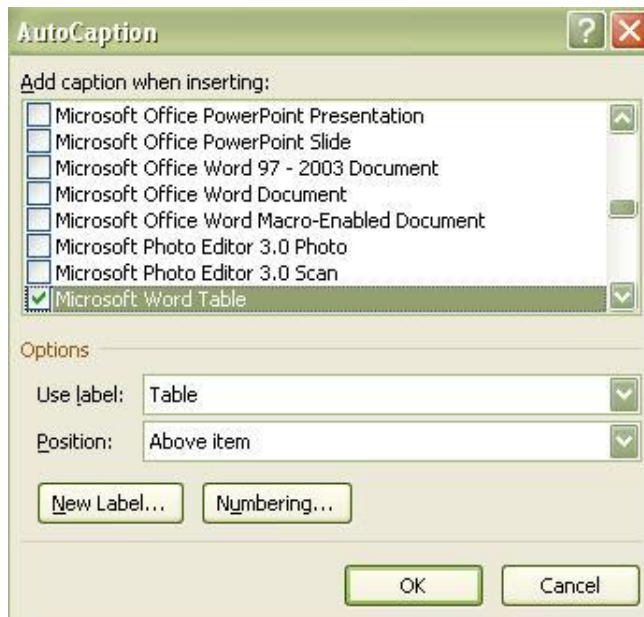 AutoCaption
Add caption when inserting:
Microsoft Office PowerPoint Presentation
Microsoft Office PowerPoint Slide
Microsoft Office Word 97 - 2003 Document
Microsoft Office Word Document
Microsoft Office Word Macro-Enabled Document
Microsoft Photo Editor 3.0 Photo
Microsoft Photo Editor 3.0 Scan
Microsoft Word Table
Options
Use label: Table
Position: Above item
New Label... Numbering...
OK Cancel